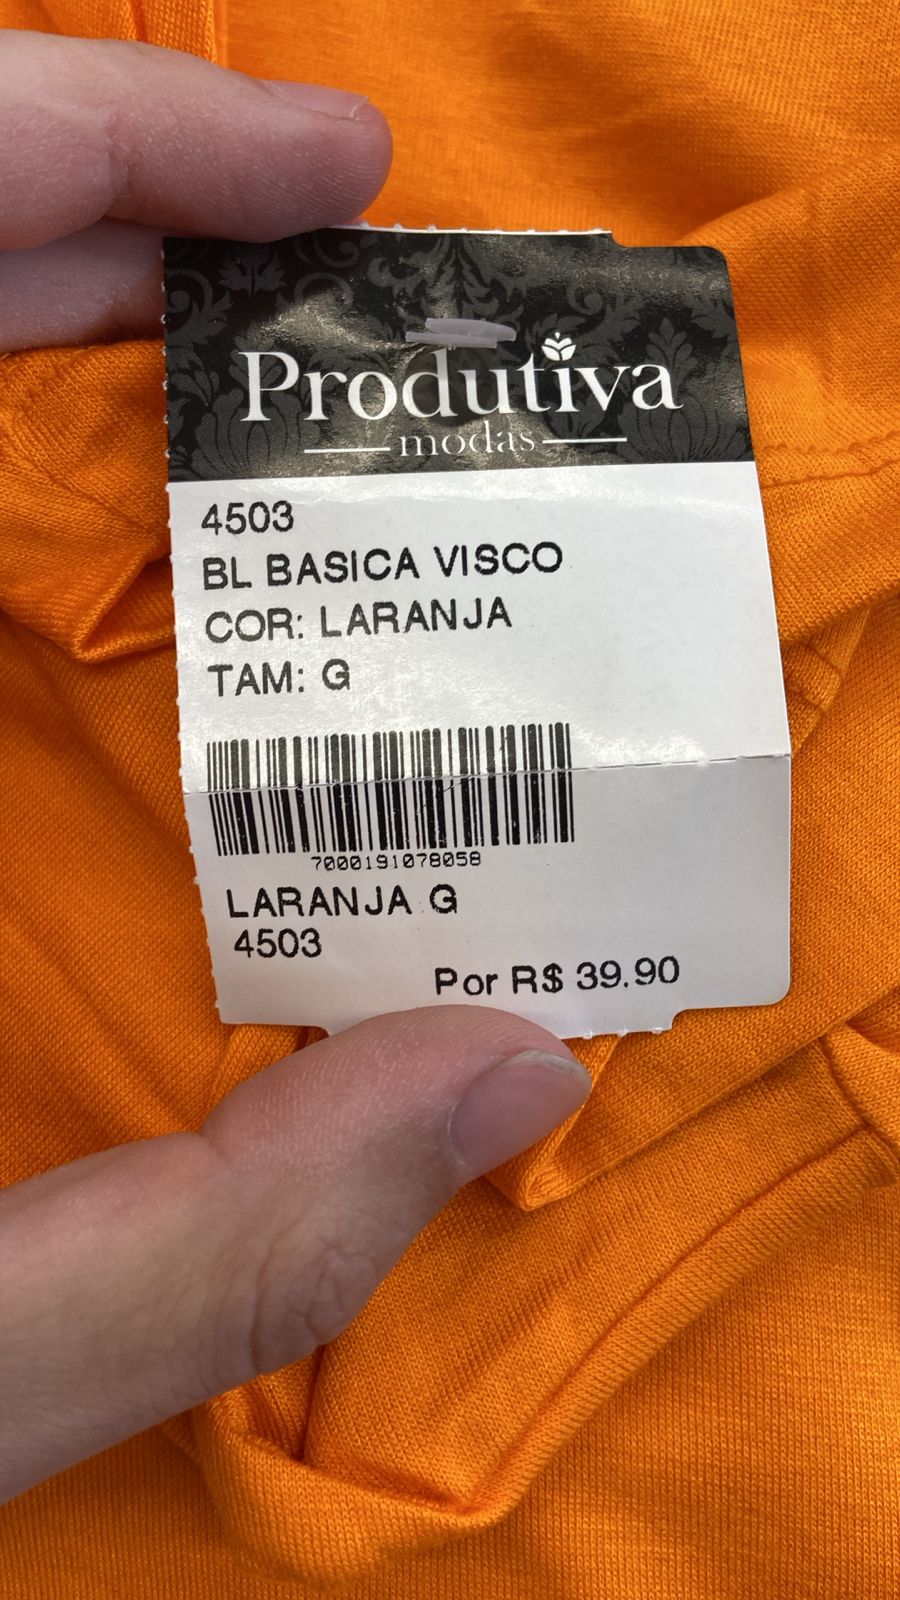 Produtiva
modas
4503
BL BASICA VISCO
COR: LARANJA
TAM: G
7000191078058
LARANJA G
4503
Por R$ 39.90